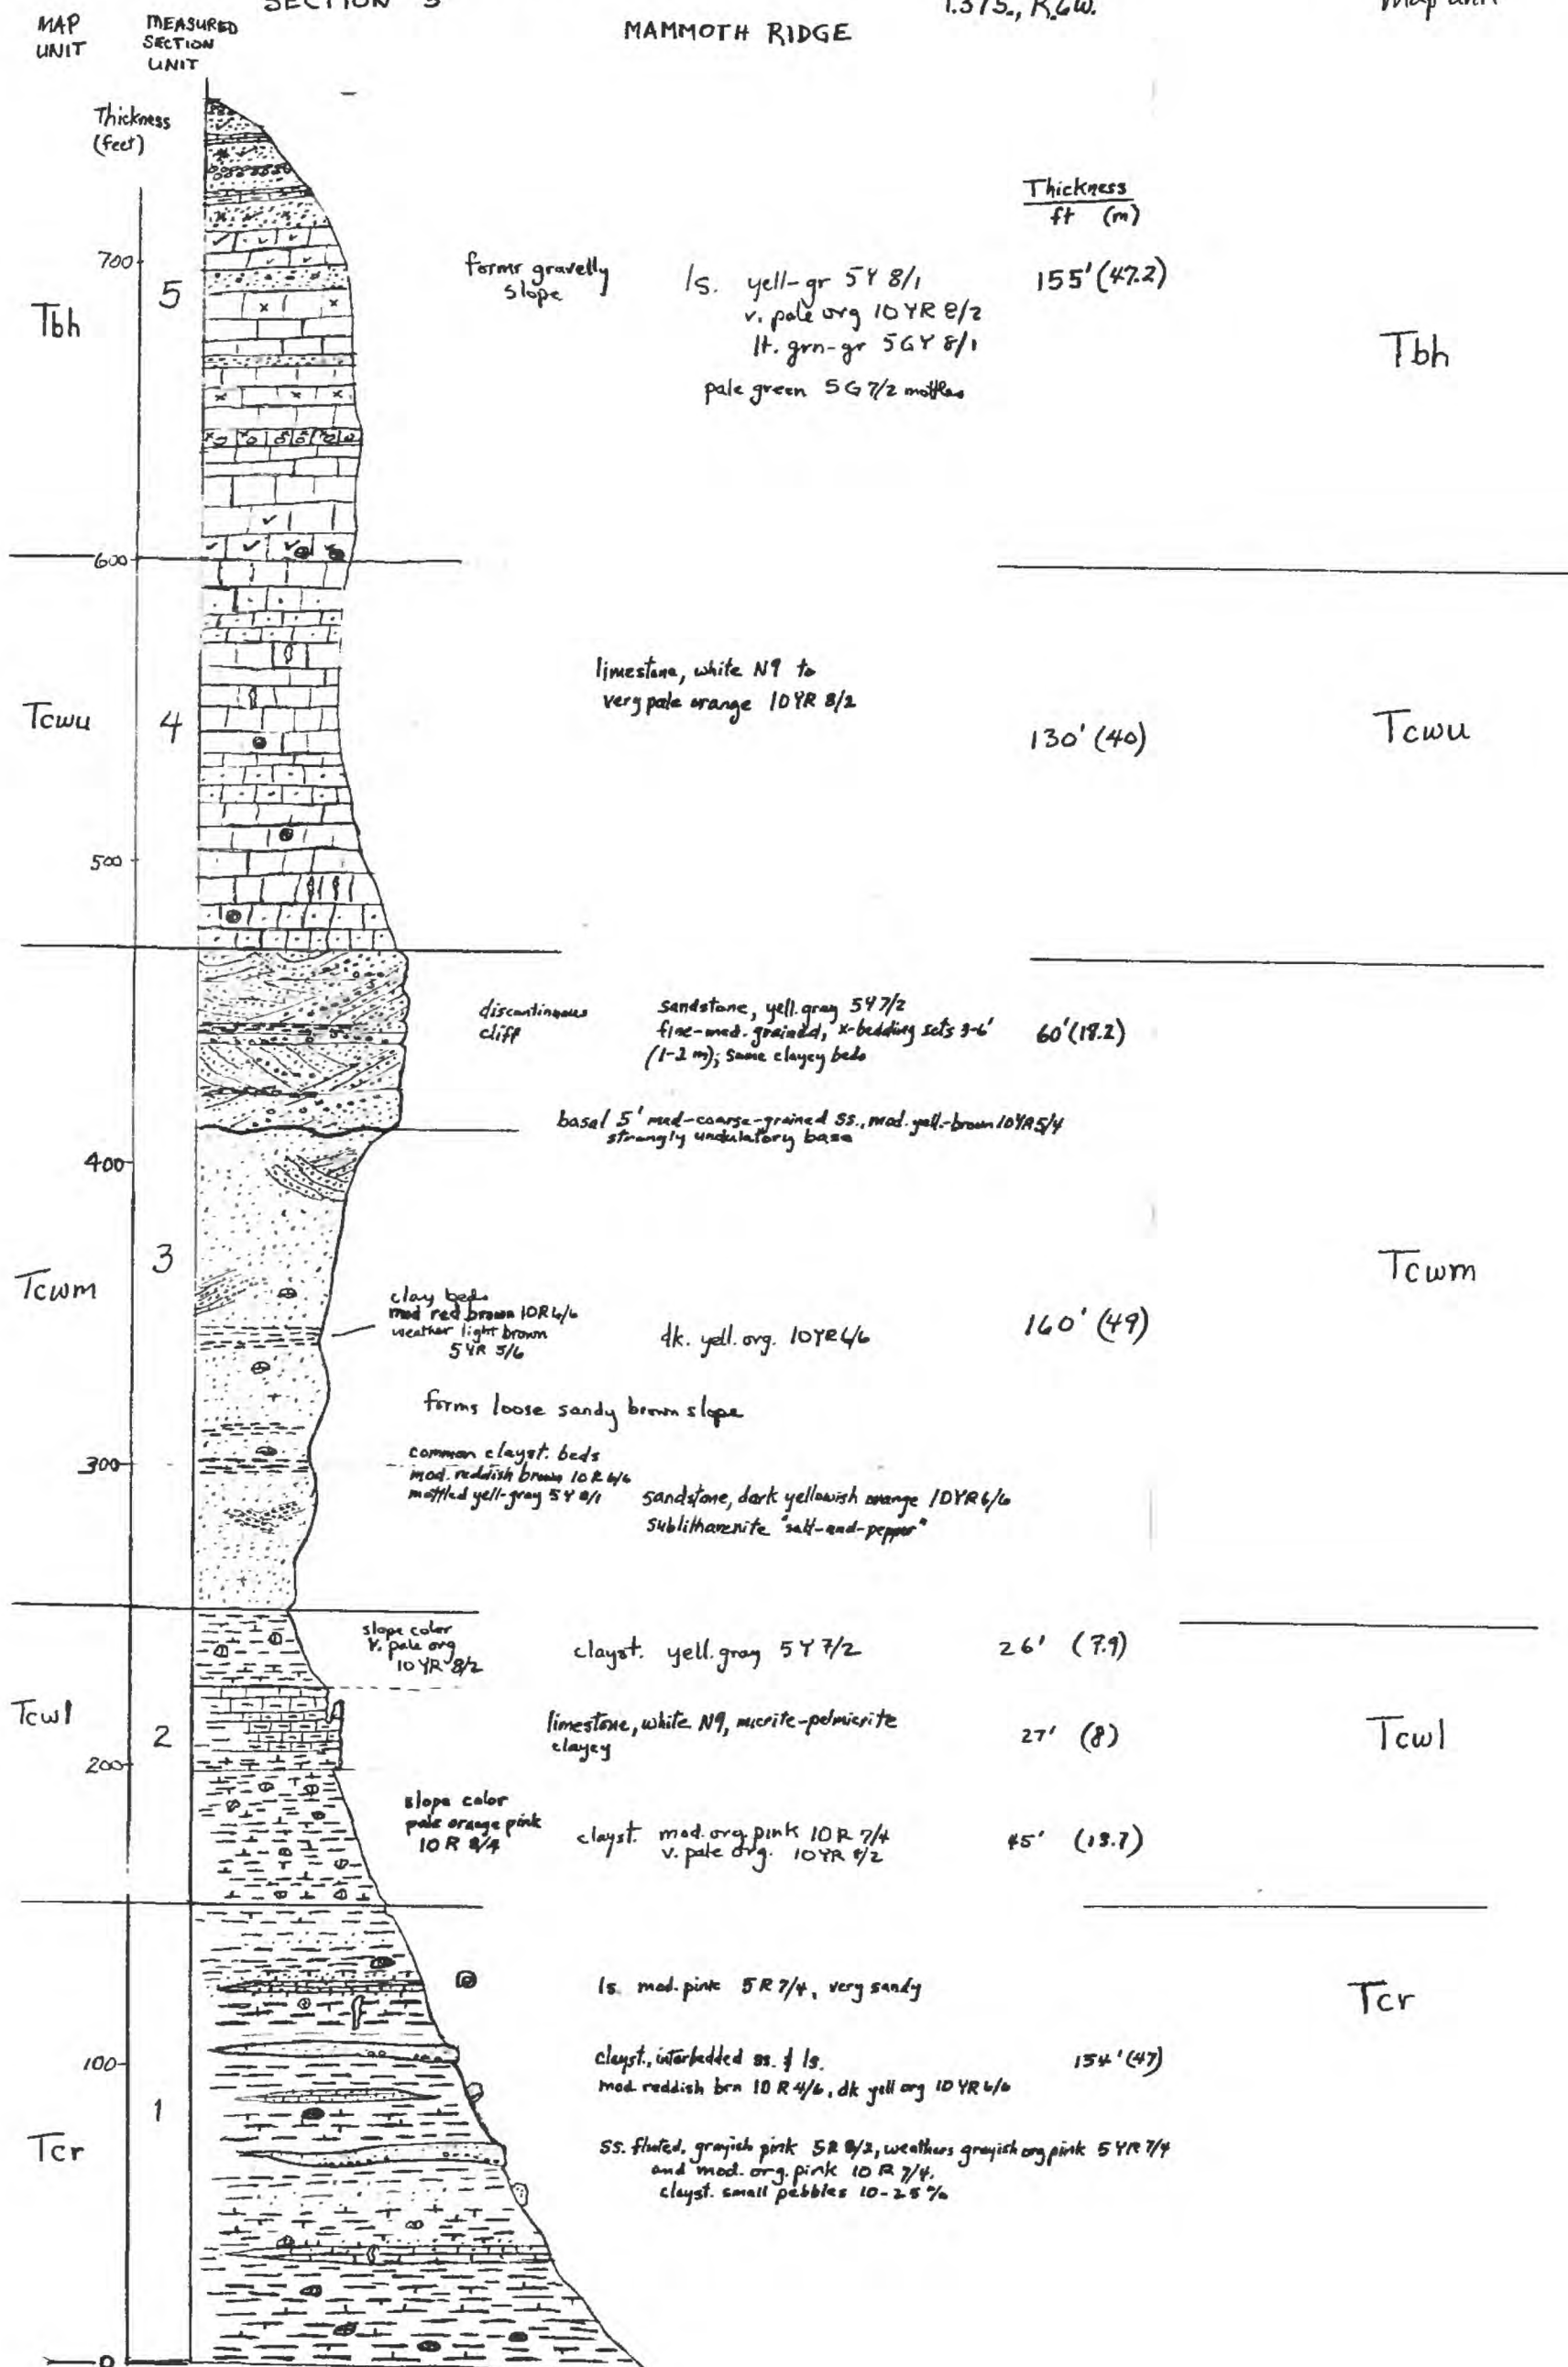 SECTION 3
T.37S., R.6W.
Map unit
MAP
UNIT
MEASURED
SECTION
UNIT
MAMMOTH RIDGE
Thickness
(feet)
Thickness
ft (m)
700
5
Tbh
forms gravelly
slope
ls. yell-gr 5Y 8/1
v. pale org 10YR 8/2
lt. grn-gr 5GY 8/1
pale green 5G 7/2 mottles
155' (47.2)
Tbh
600
limestone, white N9 to
very pale orange 10YR 8/2
Tcwu
4
130' (40)
Tcwu
500
discontinuous
cliff
sandstone, yell. gray 5Y 7/2
fine-med. grained, x-bedding sets 3-6'
(1-2 m); some clayey beds
60' (18.2)
basal 5' med-coarse-grained ss., mod. yell.-brown 10YR 5/4
strongly undulatory base
400
3
Tcwm
Tcwm
clay beds
mod red brown 10R 6/6
weather light brown
5YR 5/6
dk. yell. org. 10YR 6/6
160' (49)
forms loose sandy brown slope
300
common clayst. beds
mod. reddish brown 10R 6/6
mottled yell-gray 5Y 8/1
sandstone, dark yellowish orange 10YR 6/6
sublitharenite "salt-and-pepper"
slope color
v. pale org
10YR 8/2
clayst. yell. gray 5Y 7/2
26' (7.9)
Tcwl
2
limestone, white N9, micrite-pelmicrite
clayey
27' (8)
Tcwl
200
slope color
pale orange pink
10R 8/4
clayst. mod. org. pink 10R 7/4
v. pale org. 10YR 8/2
45' (13.7)
ls. mod. pink 5R 7/4, very sandy
Tcr
100
clayst., interbedded ss. & ls.
mod. reddish brn 10R 4/6, dk yell org 10YR 6/6
154' (47)
1
Tcr
ss. fluted, grayish pink 5R 8/2, weathers grayish org pink 5YR 7/4
and mod. org. pink 10R 7/4.
clayst. small pebbles 10-25%
0